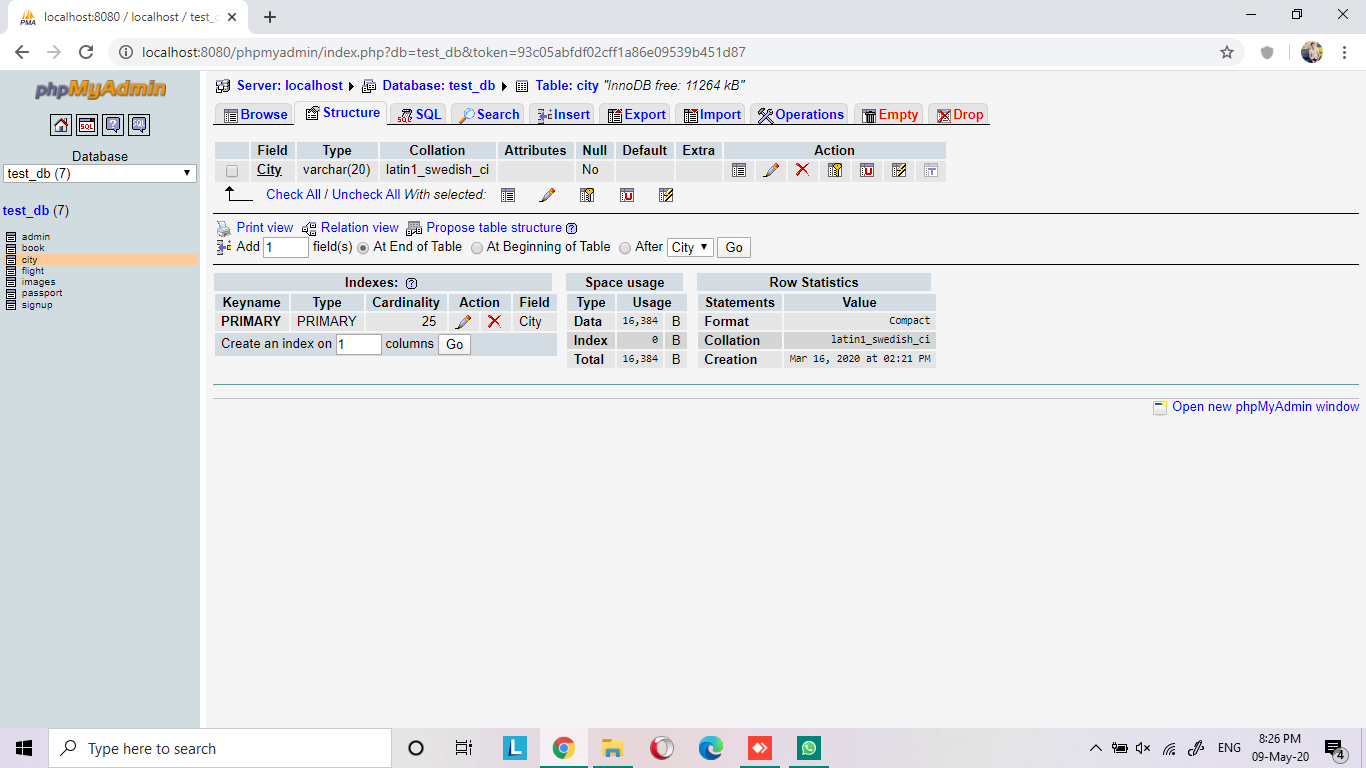 localhost:8080 / localhost / test_
localhost:8080/phpmyadmin/index.php?db=test_db&token=93c05abfdf02cff1a86e09539b451d87
phpMyAdmin
Database
test_db (7)
test_db (7)
admin
book
city
flight
images
passport
signup
Server: localhost Database: test_db Table: city "InnoDB free: 11264 kB"
Browse Structure SQL Search Insert Export Import Operations Empty Drop
Field Type Collation Attributes Null Default Extra Action
City varchar(20) latin1_swedish_ci No
Check All / Uncheck All With selected:
Print view Relation view Propose table structure
Add 1 field(s) At End of Table At Beginning of Table After City Go
Indexes:
Keyname Type Cardinality Action Field
PRIMARY PRIMARY 25 City
Create an index on 1 columns Go
Space usage
Type Usage
Data 16,384 B
Index 0 B
Total 16,384 B
Row Statistics
Statements Value
Format Compact
Collation latin1_swedish_ci
Creation Mar 16, 2020 at 02:21 PM
Open new phpMyAdmin window
Type here to search
ENG
8:26 PM
09-May-20
4